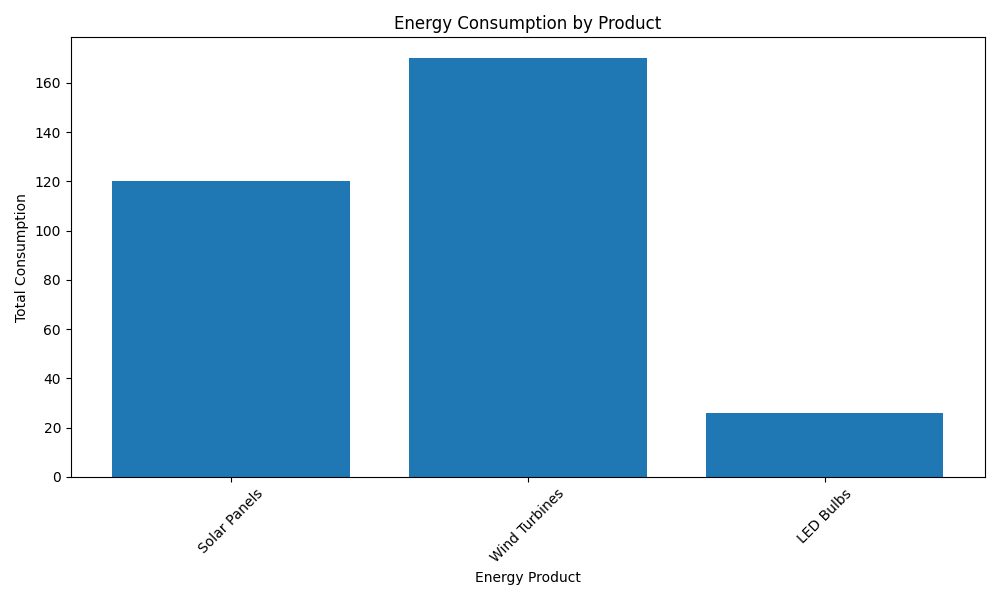 Energy Consumption by Product
Total Consumption
160
140
120
100
80
60
40
20
0
Solar Panels
Wind Turbines
LED Bulbs
Energy Product